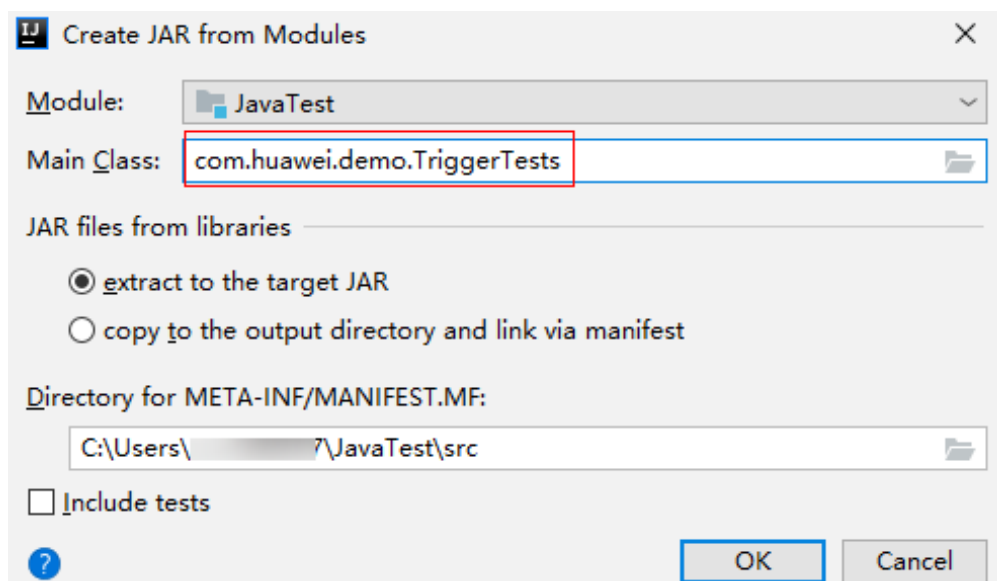 IJ Create JAR from Modules
Module: JavaTest
Main Class: com.huawei.demo.TriggerTests
JAR files from libraries
extract to the target JAR
copy to the output directory and link via manifest
Directory for META-INF/MANIFEST.MF:
C:\Users\ 7\JavaTest\src
Include tests
? OK Cancel